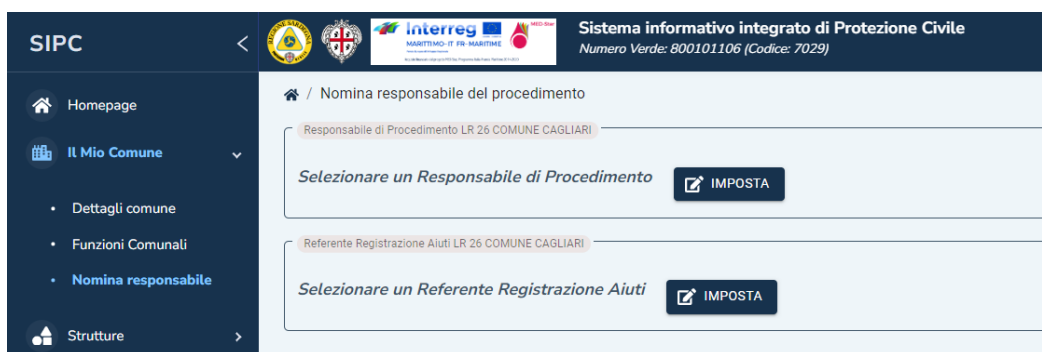 SIPC <
Homepage
Il Mio Comune
Dettagli comune
Funzioni Comunali
Nomina responsabile
Strutture >
Interreg
MARITTIMO-IT FR-MARITIME
MED-Star
Sistema informativo integrato di Protezione Civile
Numero Verde: 800101106 (Codice: 7029)
/ Nomina responsabile del procedimento
Responsabile di Procedimento LR 26 COMUNE CAGLIARI
Selezionare un Responsabile di Procedimento IMPOSTA
Referente Registrazione Aiuti LR 26 COMUNE CAGLIARI
Selezionare un Referente Registrazione Aiuti IMPOSTA